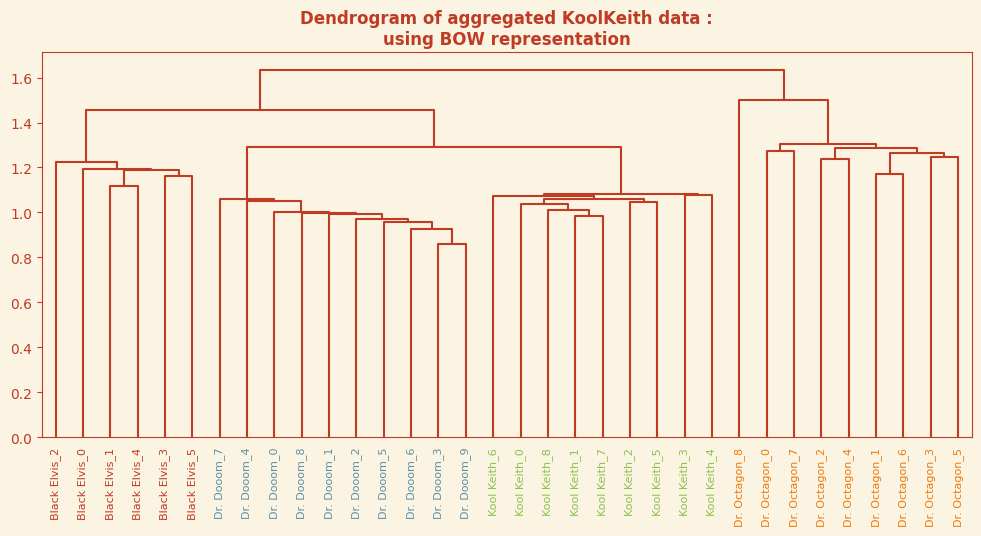 Dendrogram of aggregated KoolKeith data :
using BOW representation
1.6
1.4
1.2
1.0
0.8
0.6
0.4
0.2
0.0
Black Elvis_2
Black Elvis_0
Black Elvis_1
Black Elvis_4
Black Elvis_3
Black Elvis_5
Dr. Dooom_7
Dr. Dooom_4
Dr. Dooom_0
Dr. Dooom_8
Dr. Dooom_1
Dr. Dooom_2
Dr. Dooom_5
Dr. Dooom_6
Dr. Dooom_3
Dr. Dooom_9
Kool Keith_6
Kool Keith_0
Kool Keith_8
Kool Keith_1
Kool Keith_7
Kool Keith_2
Kool Keith_5
Kool Keith_3
Kool Keith_4
Dr. Octagon_8
Dr. Octagon_0
Dr. Octagon_7
Dr. Octagon_2
Dr. Octagon_4
Dr. Octagon_1
Dr. Octagon_6
Dr. Octagon_3
Dr. Octagon_5